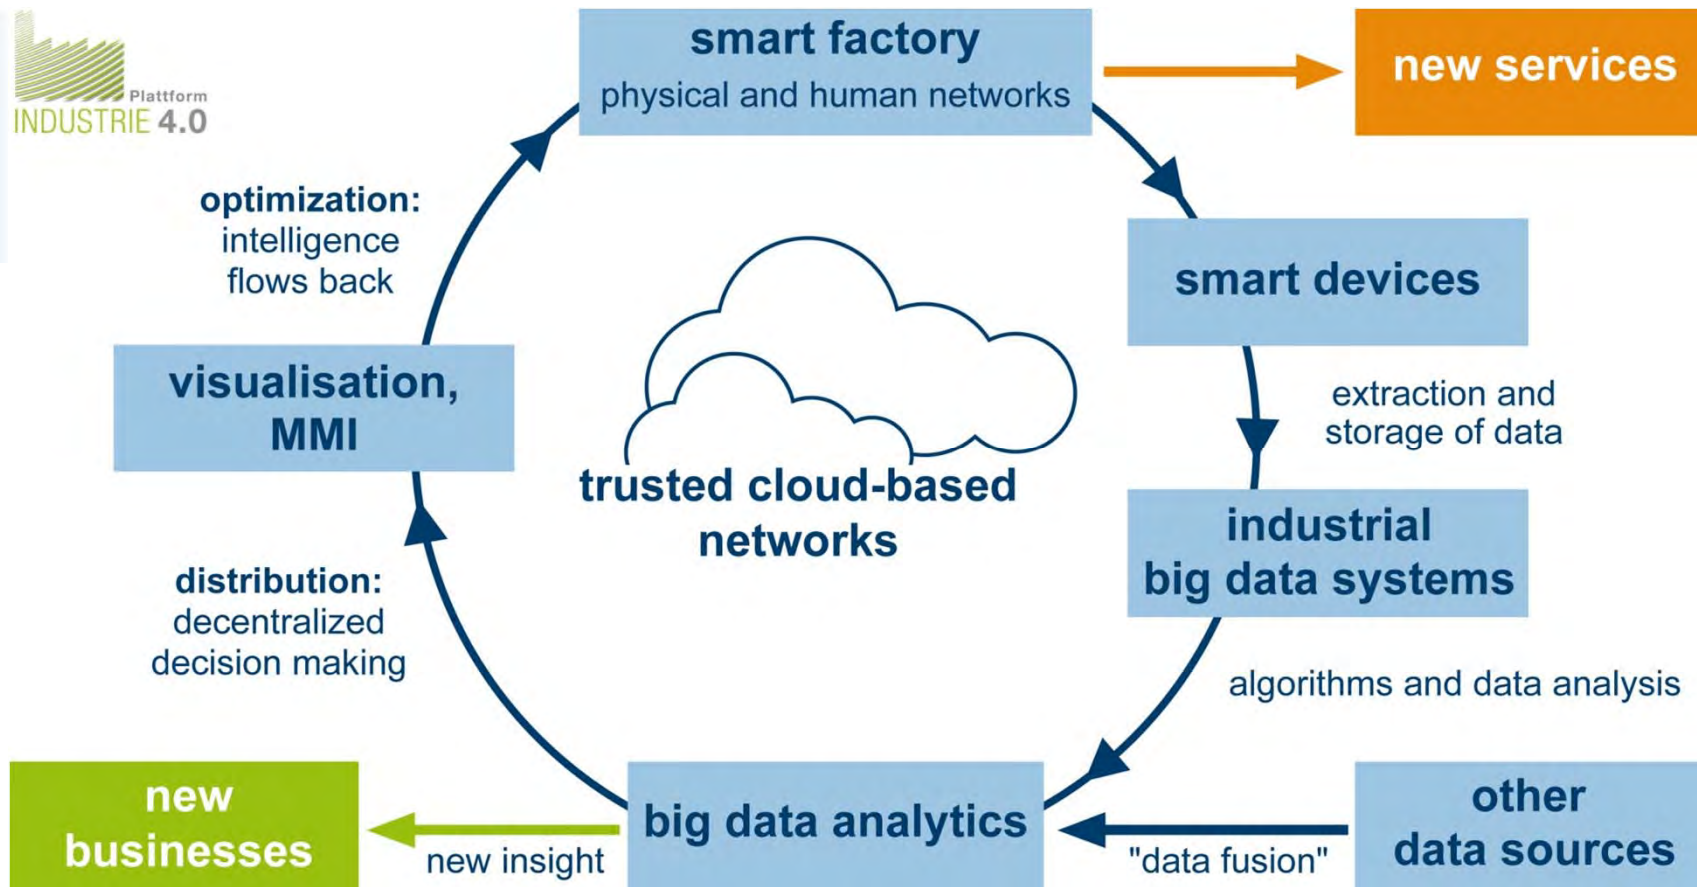 Plattform
INDUSTRIE 4.0
smart factory
physical and human networks
new services
optimization:
intelligence
flows back
smart devices
visualisation,
MMI
extraction and
storage of data
trusted cloud-based
networks
industrial
big data systems
distribution:
decentralized
decision making
algorithms and data analysis
new
businesses
new insight
big data analytics
"data fusion"
other
data sources